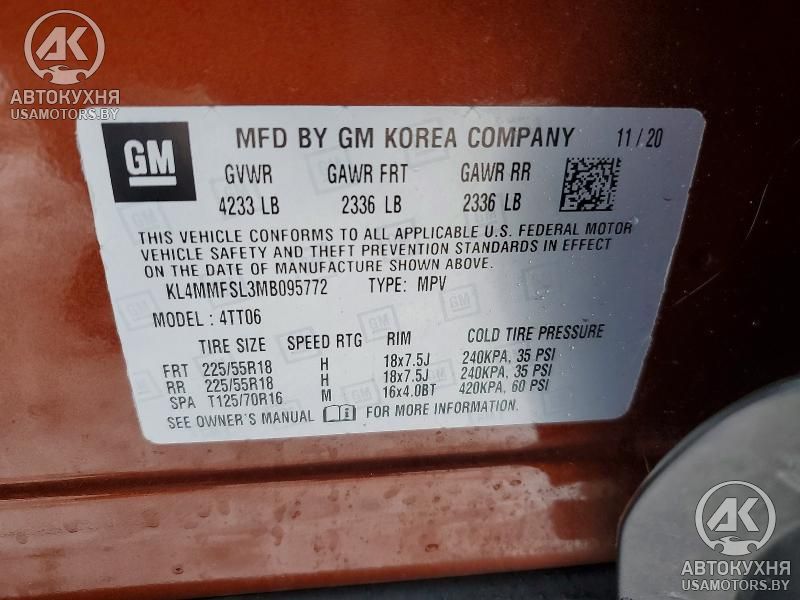 AK
АВТОКУХНЯ
USAMOTORS.BY
GM
MFD BY GM KOREA COMPANY 11/20
GVWR GAWR FRT GAWR RR
4233 LB 2336 LB 2336 LB
THIS VEHICLE CONFORMS TO ALL APPLICABLE U.S. FEDERAL MOTOR
VEHICLE SAFETY AND THEFT PREVENTION STANDARDS IN EFFECT
ON THE DATE OF MANUFACTURE SHOWN ABOVE.
KL4MMFSL3MB095772 TYPE: MPV
MODEL : 4TT06
TIRE SIZE SPEED RTG RIM COLD TIRE PRESSURE
FRT 225/55R18 H 18x7.5J 240KPA, 35 PSI
RR 225/55R18 H 18x7.5J 240KPA, 35 PSI
SPA T125/70R16 M 16x4.0BT 420KPA, 60 PSI
SEE OWNER'S MANUAL FOR MORE INFORMATION.
AK
АВТОКУХНЯ
USAMOTORS.BY